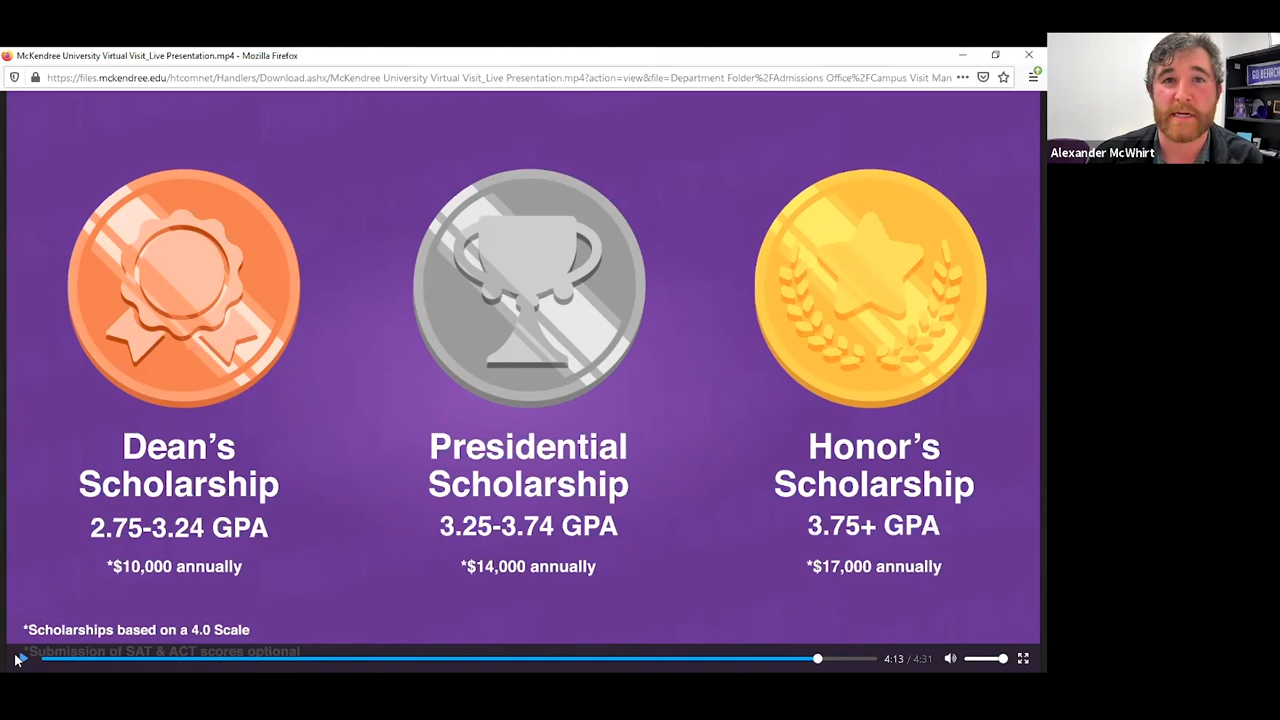 McKendree University Virtual Visit_Live Presentation.mp4 - Mozilla Firefox
https://files.mckendree.edu/htcomnet/Handlers/Download.ashx/McKendree University Virtual Visit_Live Presentation.mp4?action=view&file=Department Folder%2FAdmissions Office%2FCampus Visit Man
GO BEARC
Alexander McWhirt
Dean's
Scholarship
2.75-3.24 GPA
*$10,000 annually
Presidential
Scholarship
3.25-3.74 GPA
*$14,000 annually
Honor's
Scholarship
3.75+ GPA
*$17,000 annually
*Scholarships based on a 4.0 Scale
*Submission of SAT & ACT scores optional
4:13 / 4:31